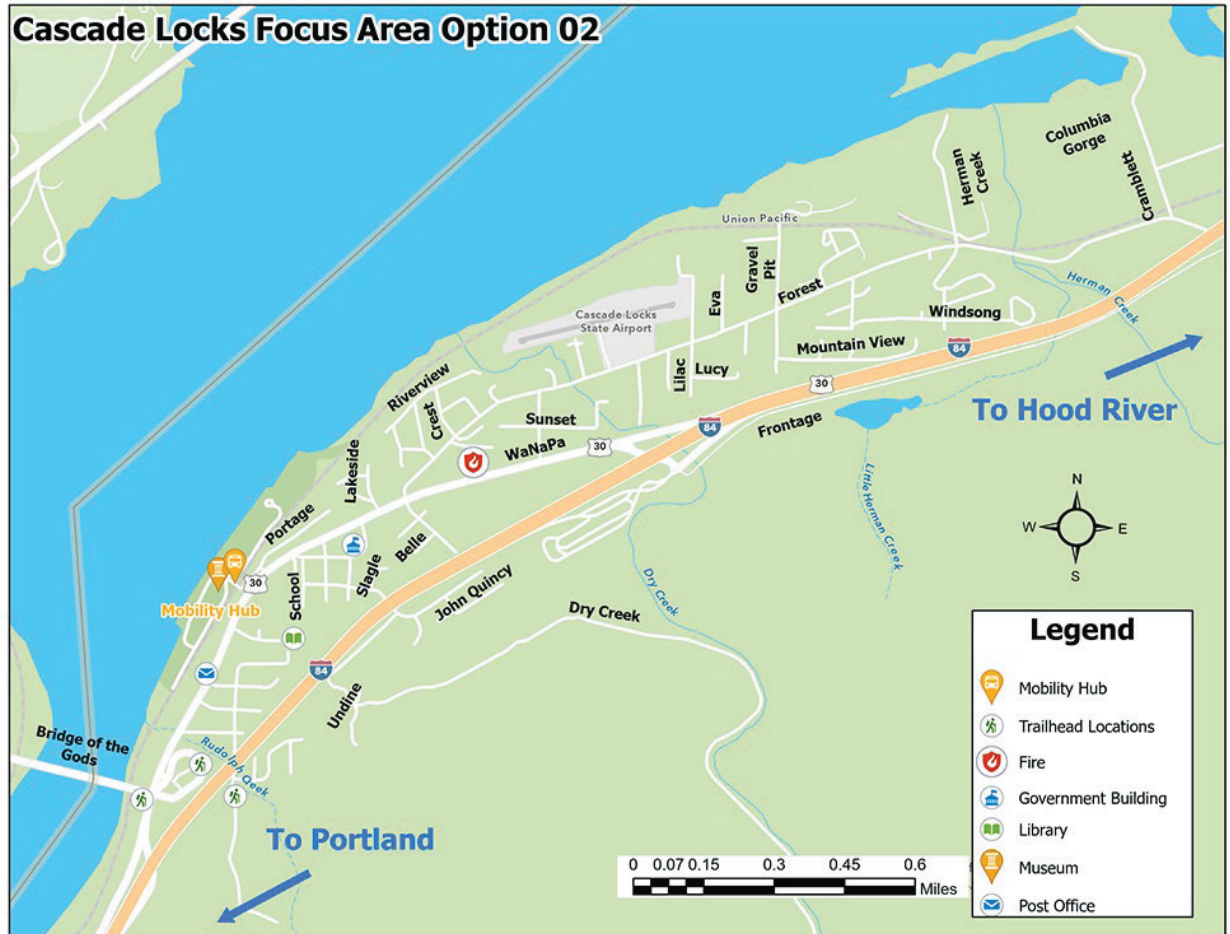 Cascade Locks Focus Area Option 02
Columbia
Gorge
Cramblett
Herman
Creek
Union Pacific
Gravel
Pit
Forest
Eva
Herman Creek
Cascade Locks
State Airport
Windsong
Mountain View
84
Lilac
Lucy
30
To Hood River
Riverview
Crest
Sunset
84
Frontage
WaNaPa
30
Lakeside
Little Herman Creek
N
W
E
S
Portage
Slagle
Belle
30
School
Mobility Hub
John Quincy
Dry Creek
Dry Creek
84
Undine
Bridge of the
Gods
Rudolph Creek
To Portland
0 0.07 0.15 0.3 0.45 0.6
Miles
Legend
Mobility Hub
Trailhead Locations
Fire
Government Building
Library
Museum
Post Office